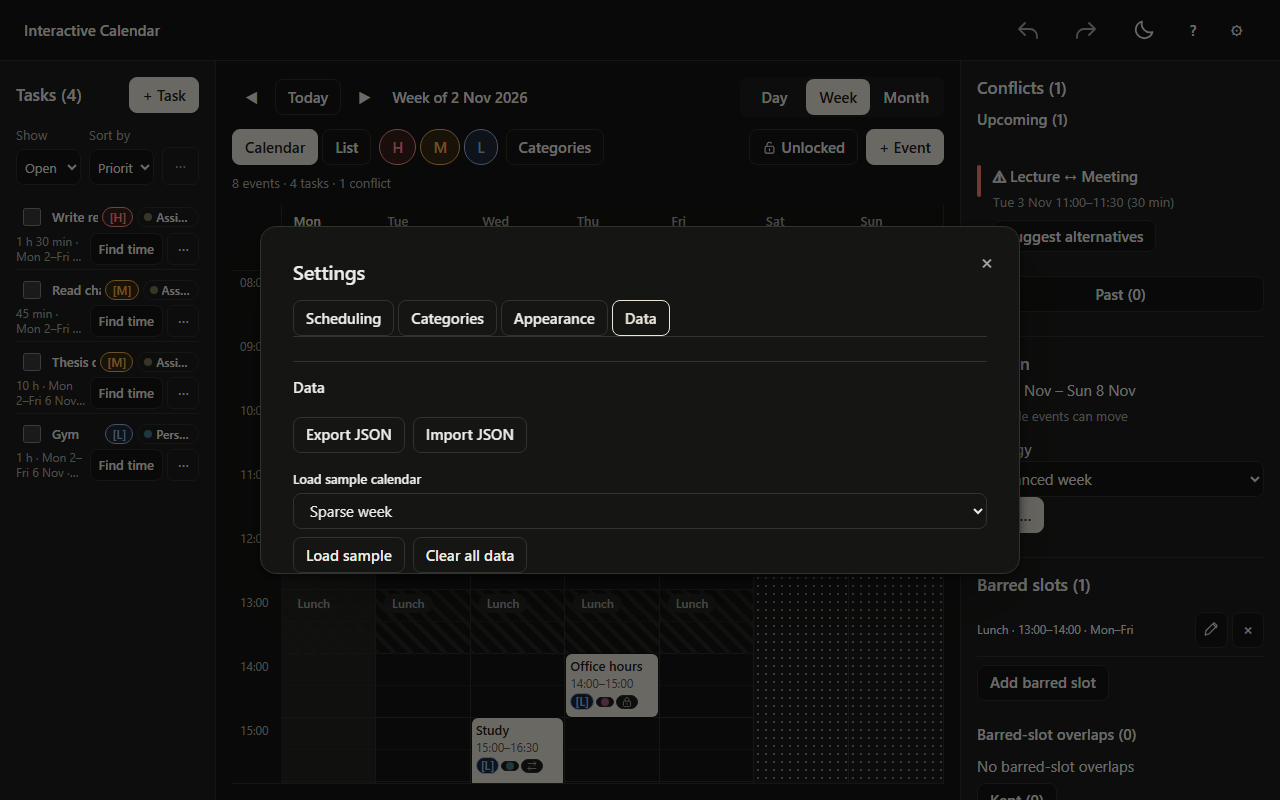 Interactive Calendar
?
Tasks (4)
+ Task
Show
Sort by
Open
Priorit
...
Write re [H] Assi...
1 h 30 min ·
Mon 2–Fri ...
Find time
...
Read cha [M] Ass...
45 min ·
Mon 2–Fri ...
Find time
...
Thesis c [M] Assi...
10 h · Mon
2–Fri 6 Nov...
Find time
...
Gym [L] Pers...
1 h · Mon 2–
Fri 6 Nov ·...
Find time
...
Today
Week of 2 Nov 2026
Day
Week
Month
Calendar
List
H
M
L
Categories
Unlocked
+ Event
8 events · 4 tasks · 1 conflict
Mon
Tue
Wed
Thu
Fri
Sat
Sun
08:0
09:0
10:0
11:0
12:0
13:00
Lunch
Lunch
Lunch
Lunch
Lunch
14:00
Office hours
14:00–15:00
[L]
15:00
Study
15:00–16:30
[L]
Settings
×
Scheduling
Categories
Appearance
Data
Data
Export JSON
Import JSON
Load sample calendar
Sparse week
Load sample
Clear all data
Conflicts (1)
Upcoming (1)
Lecture ↔ Meeting
Tue 3 Nov 11:00–11:30 (30 min)
uggest alternatives
Past (0)
n
Nov – Sun 8 Nov
le events can move
gy
nced week
...
Barred slots (1)
Lunch · 13:00–14:00 · Mon–Fri
×
Add barred slot
Barred-slot overlaps (0)
No barred-slot overlaps
Kept (0)